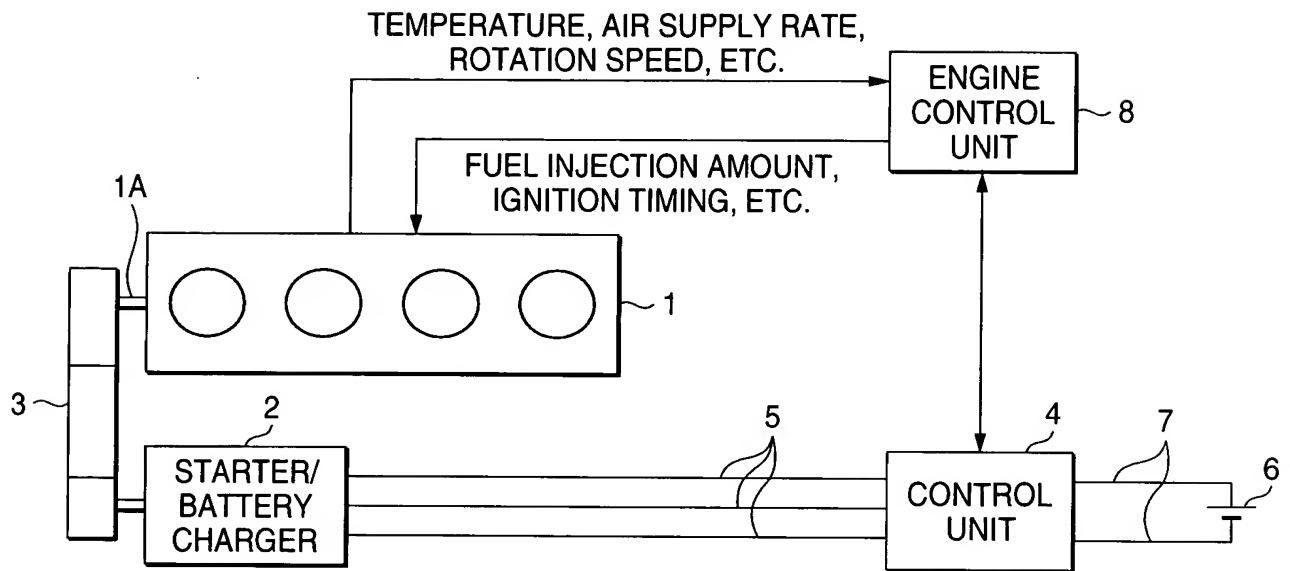 TEMPERATURE, AIR SUPPLY RATE,
ROTATION SPEED, ETC.
ENGINE
CONTROL
UNIT
8
FUEL INJECTION AMOUNT,
IGNITION TIMING, ETC.
1A
1
3
2
STARTER/
BATTERY
CHARGER
5
4
CONTROL
UNIT
7
6